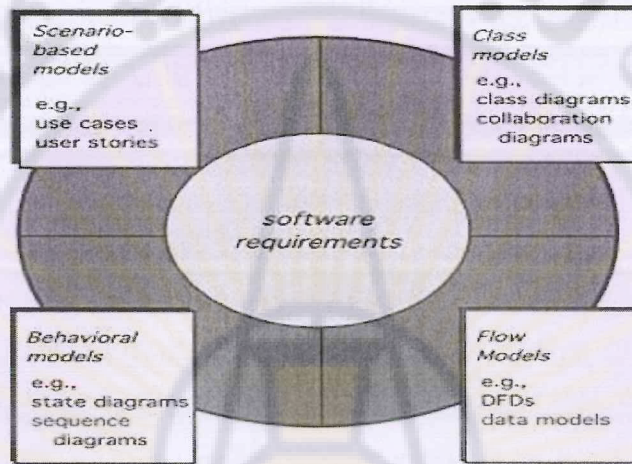 Scenario-
based
models
e.g.,
use cases
user stories
Class
models
e.g.,
class diagrams
collaboration
diagrams
software
requirements
Behavioral
models
e.g.,
state diagrams
sequence
diagrams
Flow
Models
e.g.,
DFDs
data models